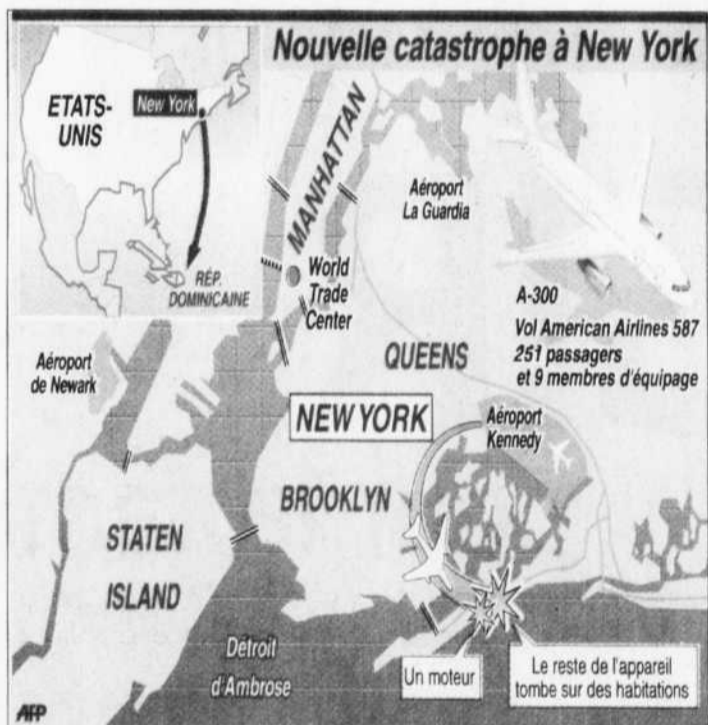 Nouvelle catastrophe à New York
ETATS-
UNIS
New York
RÉP.
DOMINICAINE
MANHATTAN
Aéroport
La Guardia
World
Trade
Center
A-300
Vol American Airlines 587
251 passagers
et 9 membres d'équipage
Aéroport
de Newark
QUEENS
NEW YORK
Aéroport
Kennedy
BROOKLYN
STATEN
ISLAND
Détroit
d'Ambrose
Un moteur
Le reste de l'appareil
tombe sur des habitations
AFP